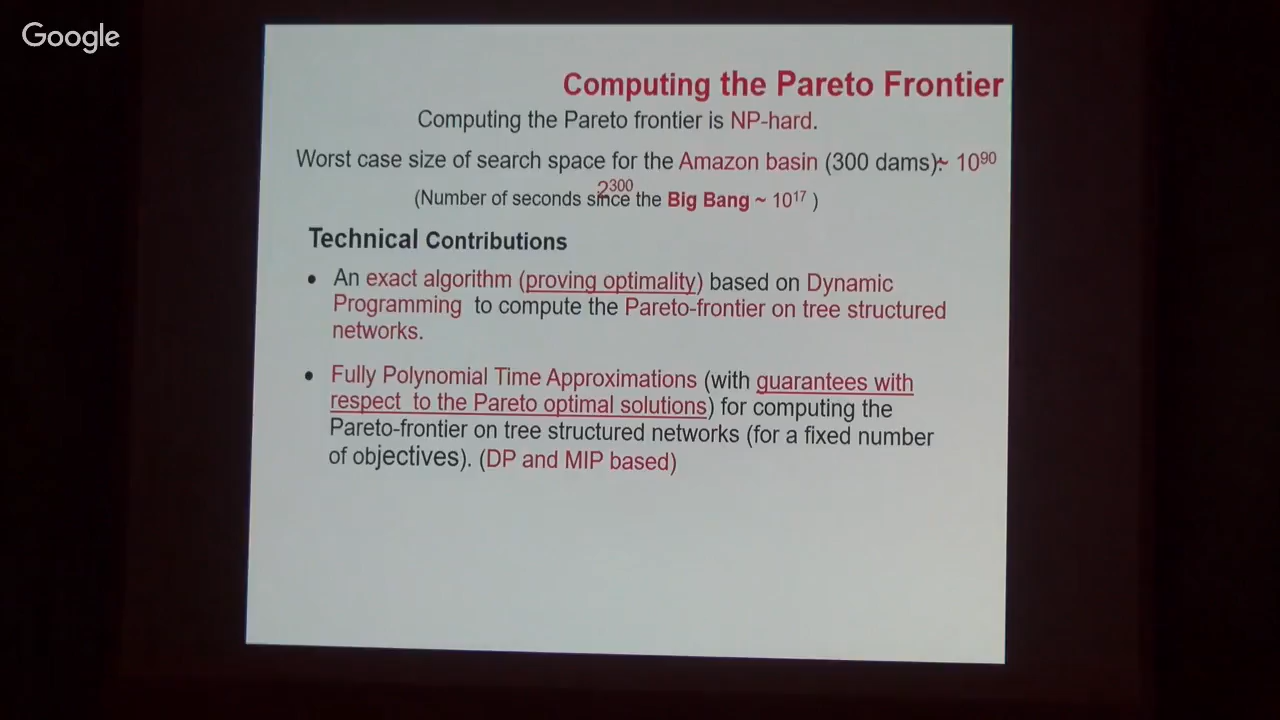 Google
Computing the Pareto Frontier
Computing the Pareto frontier is NP-hard.
Worst case size of search space for the Amazon basin (300 dams):~ 10⁹⁰
2³⁰⁰
(Number of seconds since the Big Bang ~ 10¹⁷ )
Technical Contributions
• An exact algorithm (proving optimality) based on Dynamic
Programming to compute the Pareto-frontier on tree structured
networks.
• Fully Polynomial Time Approximations (with guarantees with
respect to the Pareto optimal solutions) for computing the
Pareto-frontier on tree structured networks (for a fixed number
of objectives). (DP and MIP based)